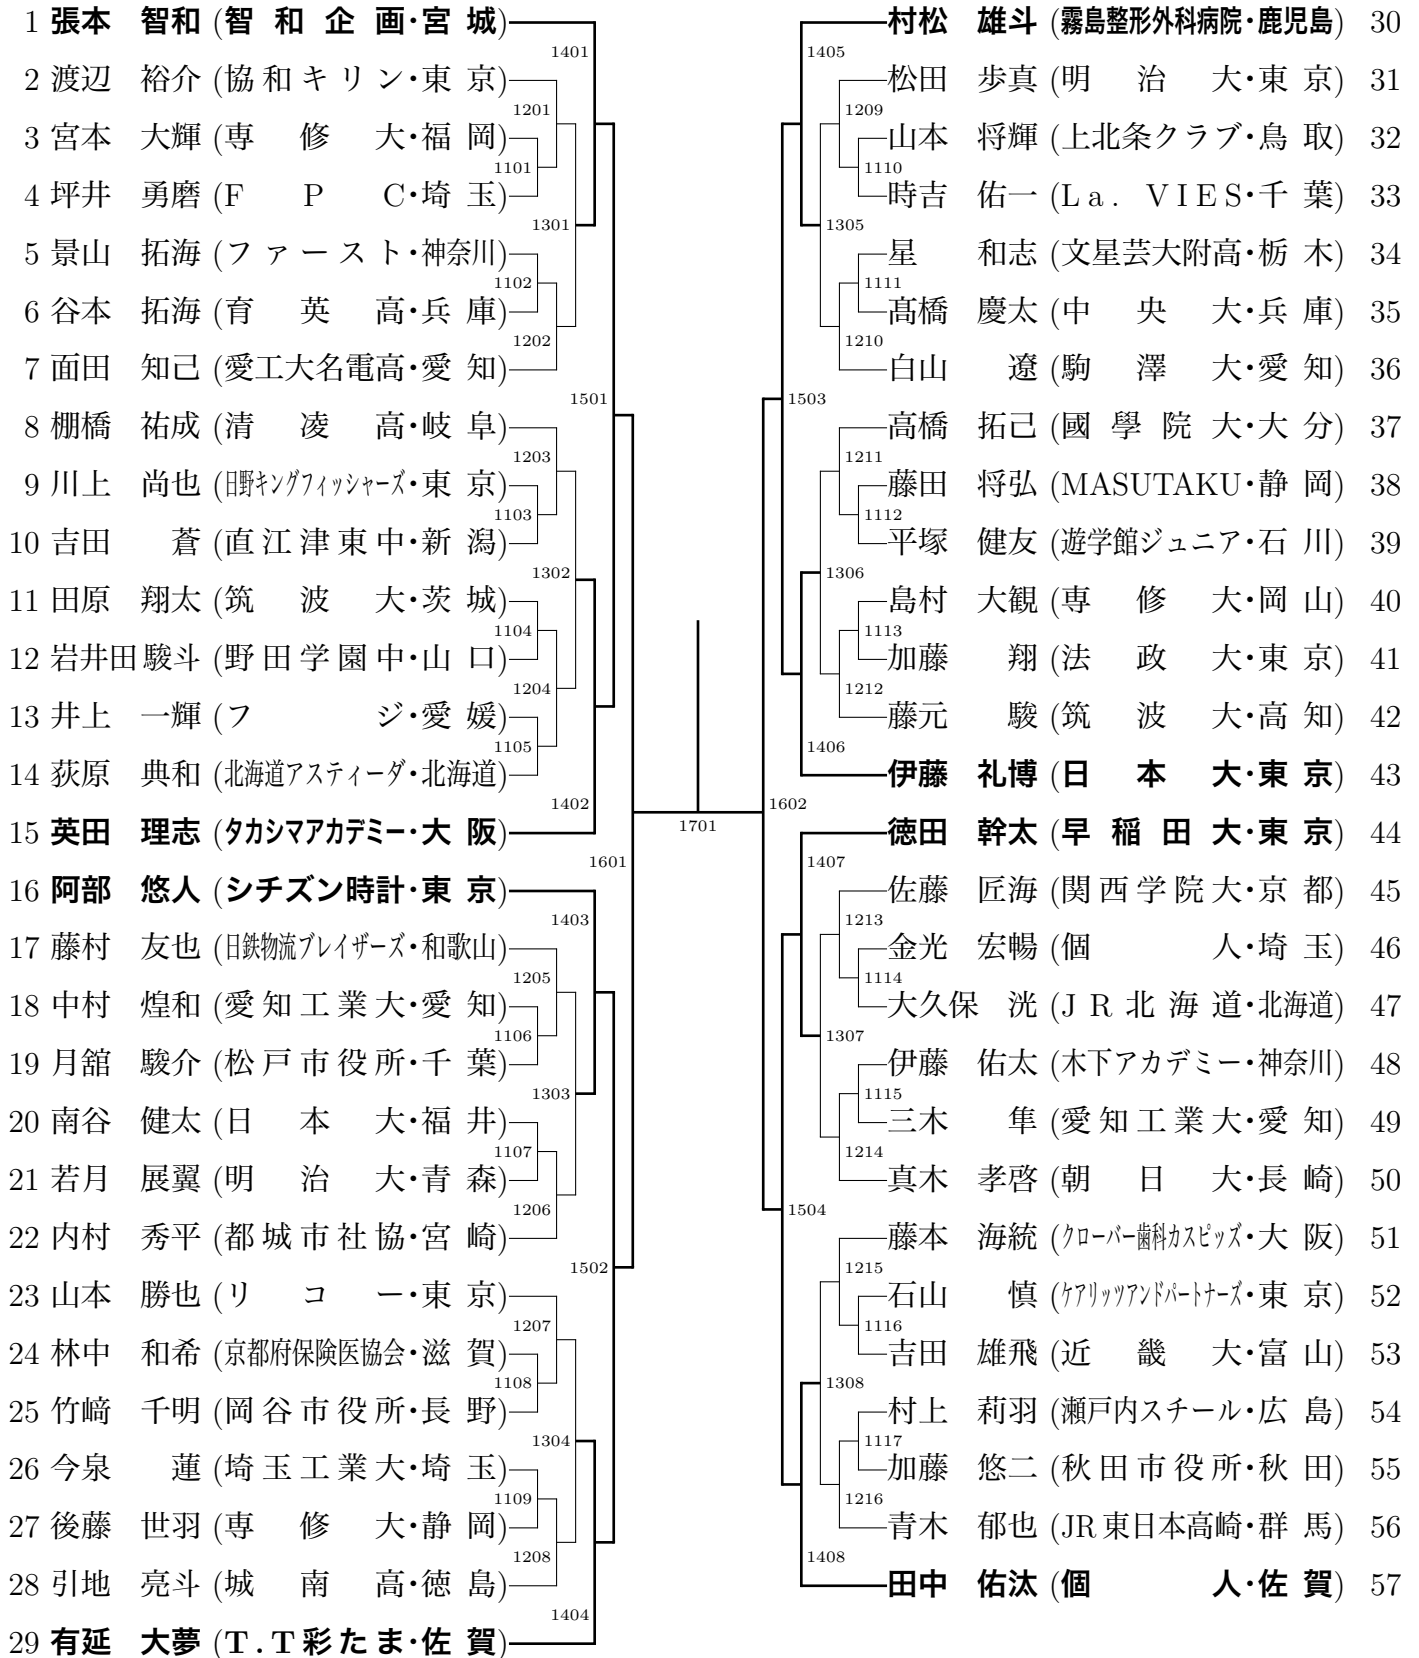 1 張本 智和 (智和企画・宮城)
1401
2 渡辺 裕介 (協和キリン・東京)
1201
3 宮本 大輝 (専修大・福岡)
1101
4 坪井 勇磨 (FPC・埼玉)
1301
5 景山 拓海 (ファースト・神奈川)
1102
6 谷本 拓海 (育英高・兵庫)
1202
7 面田 知己 (愛工大名電高・愛知)
1501
8 棚橋 祐成 (清凌高・岐阜)
1203
9 川上 尚也 (日野キングフィッシャーズ・東京)
1103
10 吉田 蒼 (直江津東中・新潟)
1302
11 田原 翔太 (筑波大・茨城)
1104
12 岩井田駿斗 (野田学園中・山口)
1204
13 井上 一輝 (フジ・愛媛)
1105
14 荻原 典和 (北海道アスティーダ・北海道)
1402
15 英田 理志 (タカシマアカデミー・大阪)
1601
16 阿部 悠人 (シチズン時計・東京)
1403
17 藤村 友也 (日鉄物流ブレイザーズ・和歌山)
1205
18 中村 煌和 (愛知工業大・愛知)
1106
19 月舘 駿介 (松戸市役所・千葉)
1303
20 南谷 健太 (日本大・福井)
1107
21 若月 展翼 (明治大・青森)
1206
22 内村 秀平 (都城市社協・宮崎)
1502
23 山本 勝也 (リコー・東京)
1207
24 林中 和希 (京都府保険医協会・滋賀)
1108
25 竹﨑 千明 (岡谷市役所・長野)
1304
26 今泉 蓮 (埼玉工業大・埼玉)
1109
27 後藤 世羽 (専修大・静岡)
1208
28 引地 亮斗 (城南高・徳島)
1404
29 有延 大夢 (T.T彩たま・佐賀)
1701
村松 雄斗 (霧島整形外科病院・鹿児島) 30
1405
松田 歩真 (明治大・東京) 31
1209
山本 将輝 (上北条クラブ・鳥取) 32
1110
時吉 佑一 (La. VIES・千葉) 33
1305
星 和志 (文星芸大附高・栃木) 34
1111
髙橋 慶太 (中央大・兵庫) 35
1210
白山 遼 (駒澤大・愛知) 36
1503
高橋 拓己 (國學院大・大分) 37
1211
藤田 将弘 (MASUTAKU・静岡) 38
1112
平塚 健友 (遊学館ジュニア・石川) 39
1306
島村 大観 (専修大・岡山) 40
1113
加藤 翔 (法政大・東京) 41
1212
藤元 駿 (筑波大・高知) 42
1406
伊藤 礼博 (日本大・東京) 43
1602
徳田 幹太 (早稲田大・東京) 44
1407
佐藤 匠海 (関西学院大・京都) 45
1213
金光 宏暢 (個人・埼玉) 46
1114
大久保 洸 (JR北海道・北海道) 47
1307
伊藤 佑太 (木下アカデミー・神奈川) 48
1115
三木 隼 (愛知工業大・愛知) 49
1214
真木 孝啓 (朝日大・長崎) 50
1504
藤本 海統 (クローバー歯科カスピッズ・大阪) 51
1215
石山 慎 (ケアリッツアンドパートナーズ・東京) 52
1116
吉田 雄飛 (近畿大・富山) 53
1308
村上 莉羽 (瀬戸内スチール・広島) 54
1117
加藤 悠二 (秋田市役所・秋田) 55
1216
青木 郁也 (JR東日本高崎・群馬) 56
1408
田中 佑汰 (個人・佐賀) 57